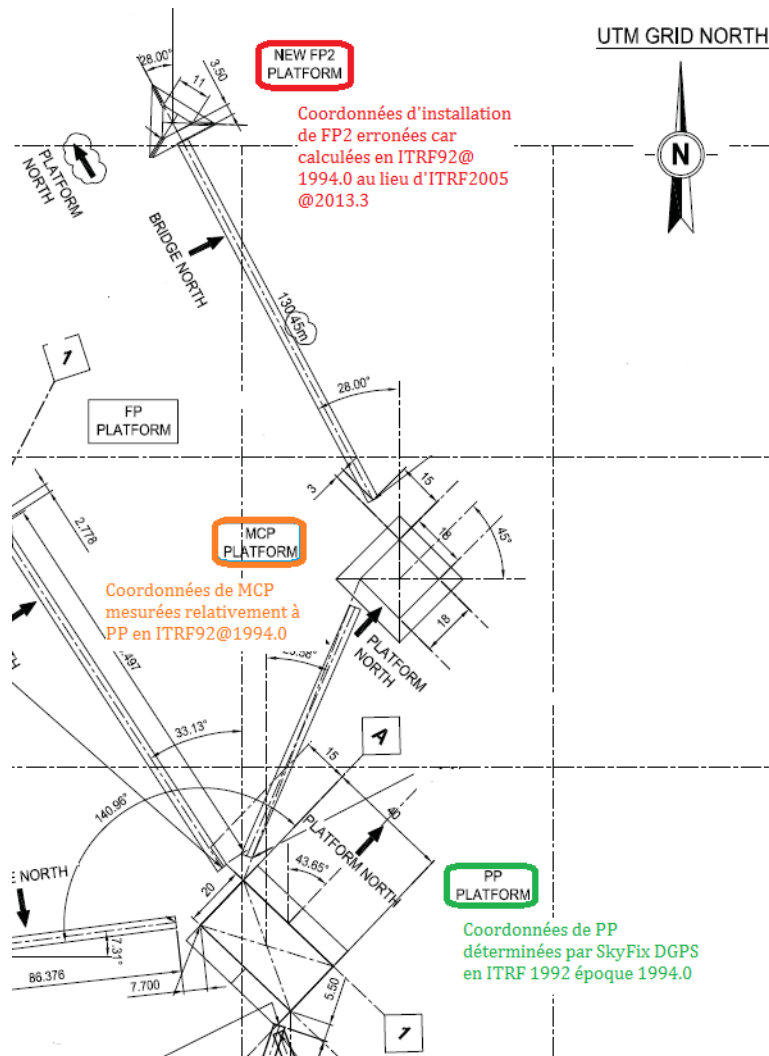 UTM GRID NORTH
N
28.00°
NEW FP2
PLATFORM
11
3.50
PLATFORM
NORTH
Coordonnées d'installation
de FP2 erronées car
calculées en ITRF92@
1994.0 au lieu d'ITRF2005
@2013.3
BRIDGE NORTH
130.45m
1
28.00°
FP
PLATFORM
3
15
2.778
18
45°
MCP
PLATFORM
Coordonnées de MCP
mesurées relativement à
PP en ITRF92@1994.0
18
PLATFORM
NORTH
33.13°
A
15
40
140.96°
PLATFORM NORTH
43.65°
20
PP
PLATFORM
NORTH
Coordonnées de PP
déterminées par SkyFix DGPS
en ITRF 1992 époque 1994.0
7.31°
86.376
7.700
5.50
1